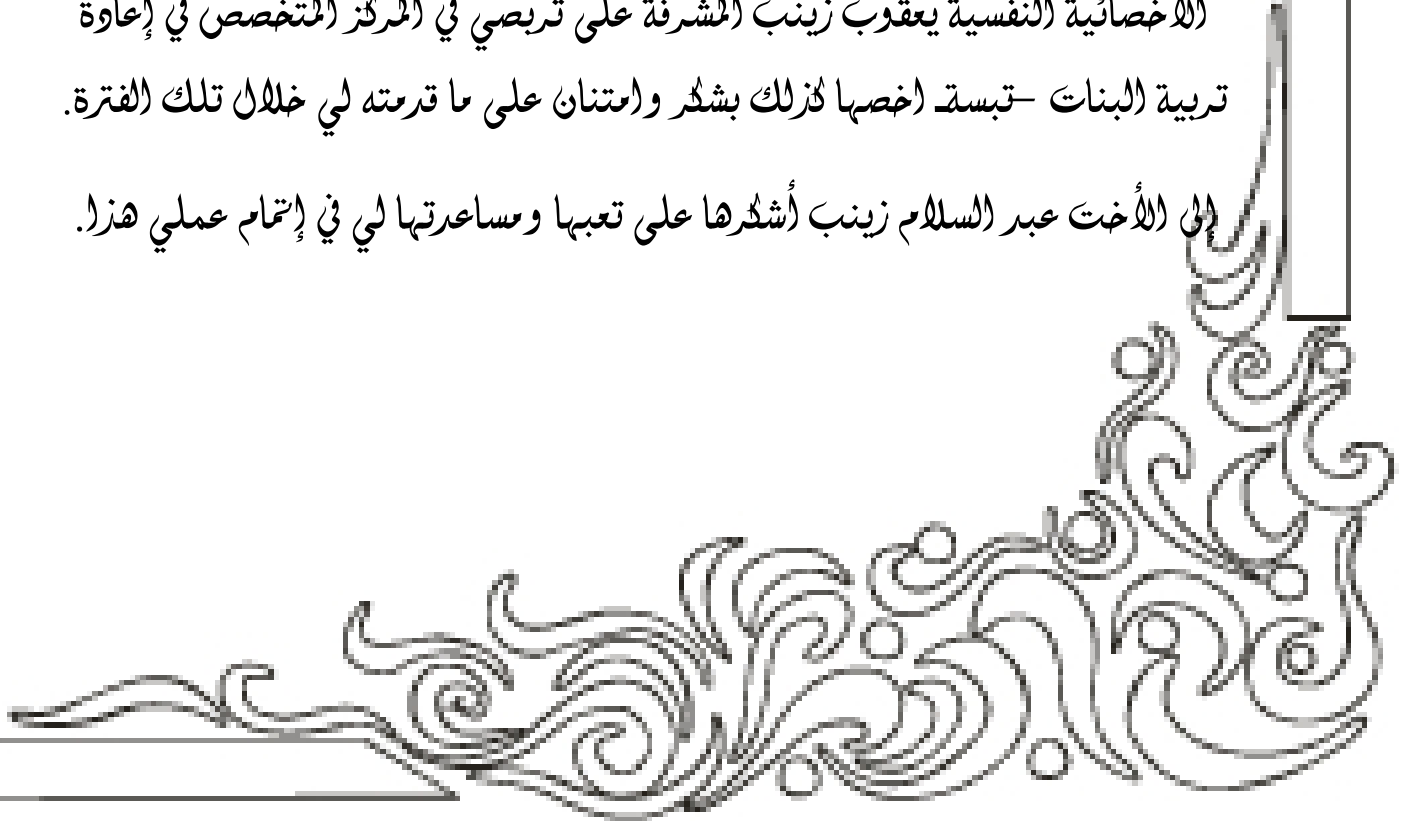 الأخصائية النفسية يعقوب زينب المشرفة على تربصي في المركز المتخصص في إعادة
تربية البنات –تبسة- اخصها كذلك بشكر وامتنان على ما قدمته لي خلال تلك الفترة.
إلى الأخت عبد السلام زينب أشكرها على تعبها ومساعدتها لي في إتمام عملي هذا.